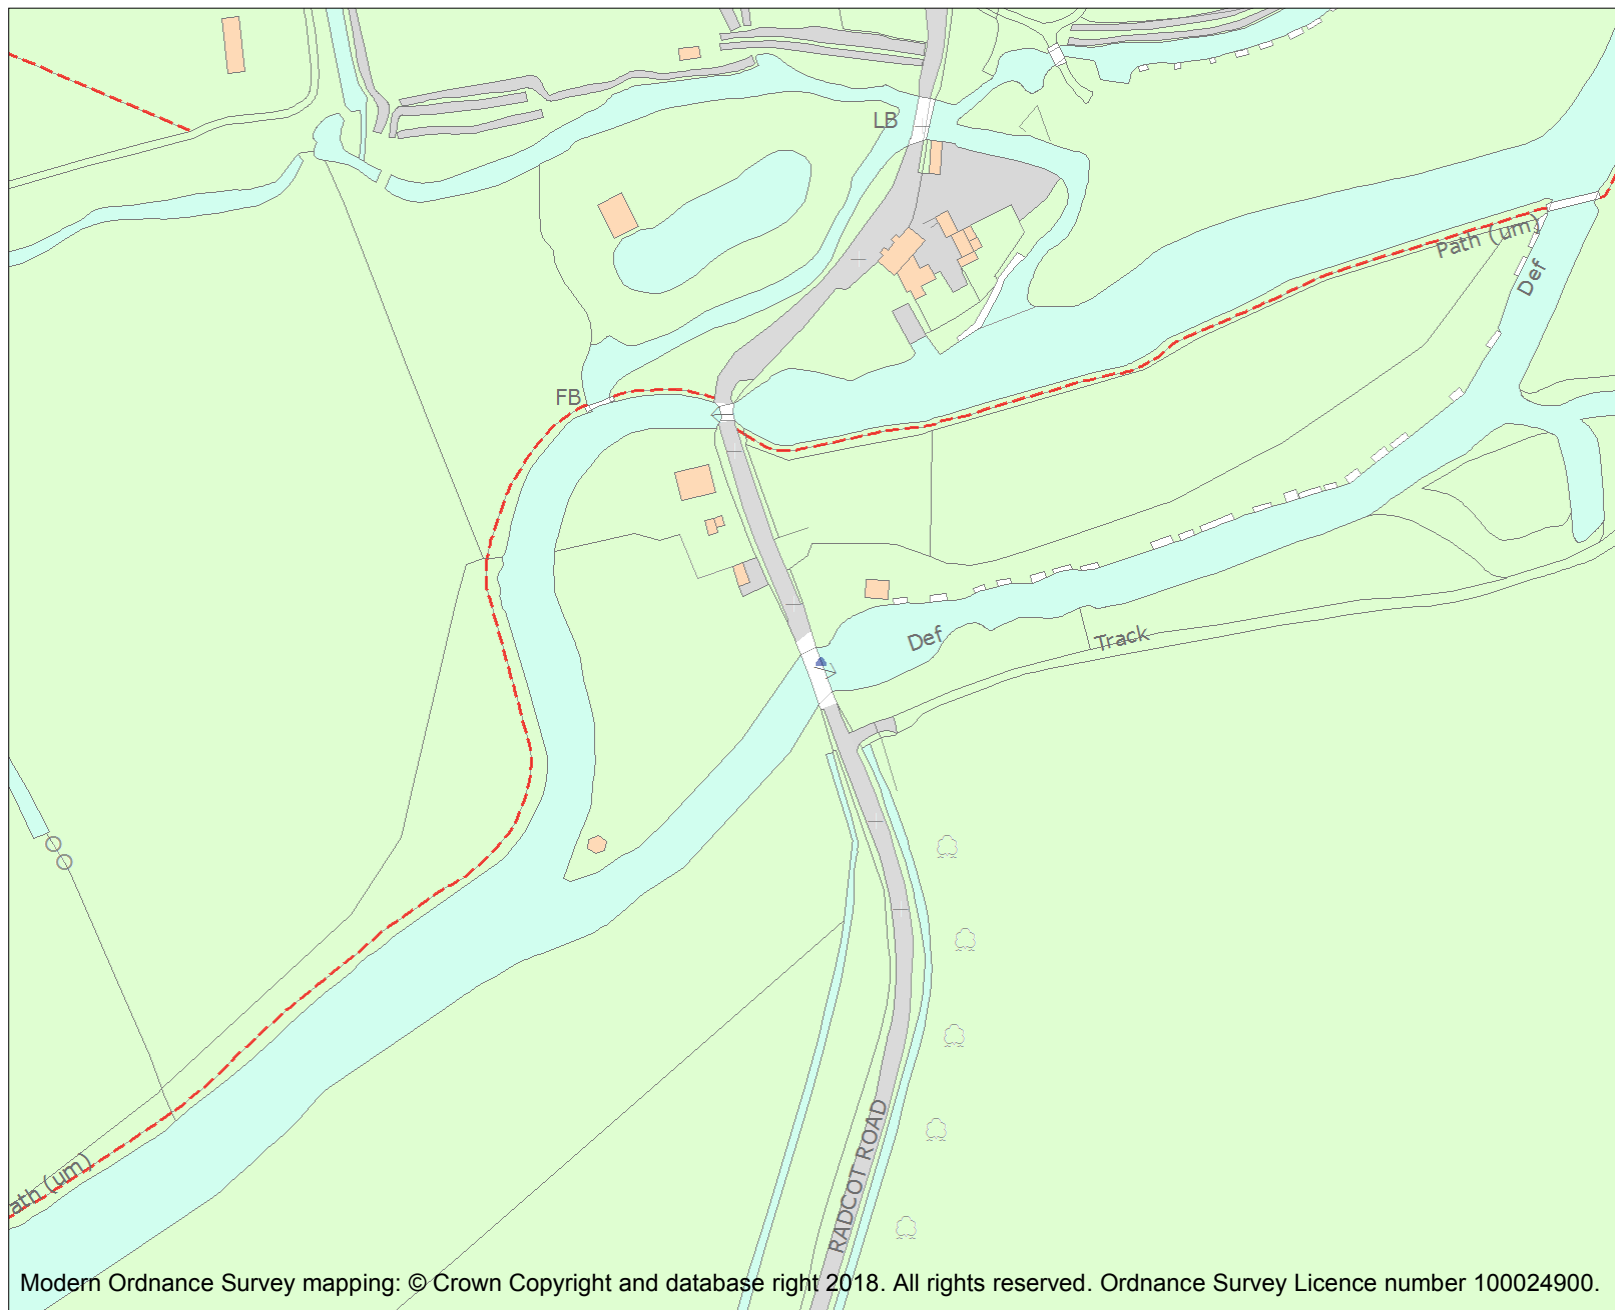 LB
Path (um)
Def
FB
Def
Track
ath (um)
RADCOT ROAD
Modern Ordnance Survey mapping: © Crown Copyright and database right 2018. All rights reserved. Ordnance Survey Licence number 100024900.